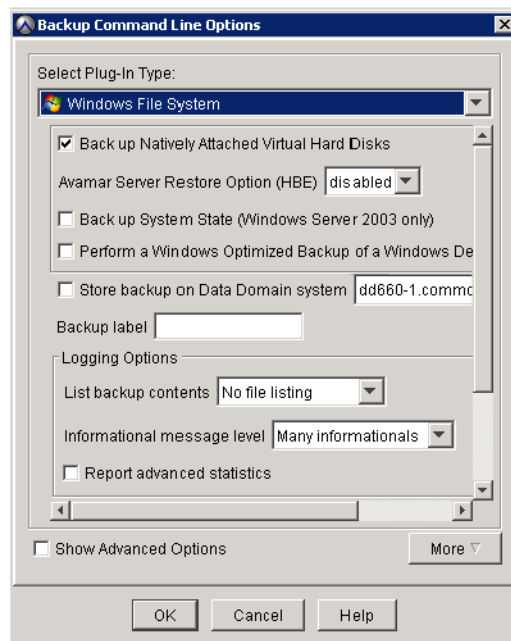 Backup Command Line Options
Select Plug-In Type:
Windows File System
Back up Natively Attached Virtual Hard Disks
Avamar Server Restore Option (HBE) disabled
Back up System State (Windows Server 2003 only)
Perform a Windows Optimized Backup of a Windows De
Store backup on Data Domain system dd660-1.commo
Backup label
Logging Options
List backup contents No file listing
Informational message level Many informationals
Report advanced statistics
Show Advanced Options More
OK Cancel Help